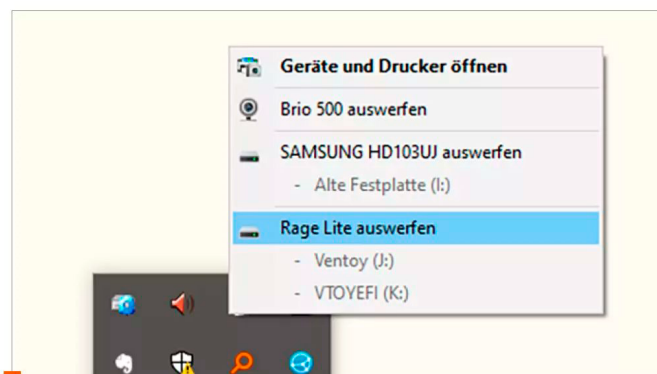 Geräte und Drucker öffnen
Brio 500 auswerfen
SAMSUNG HD103UJ auswerfen
- Alte Festplatte (I:)
Rage Lite auswerfen
- Ventoy (J:)
- VTOYEFI (K:)